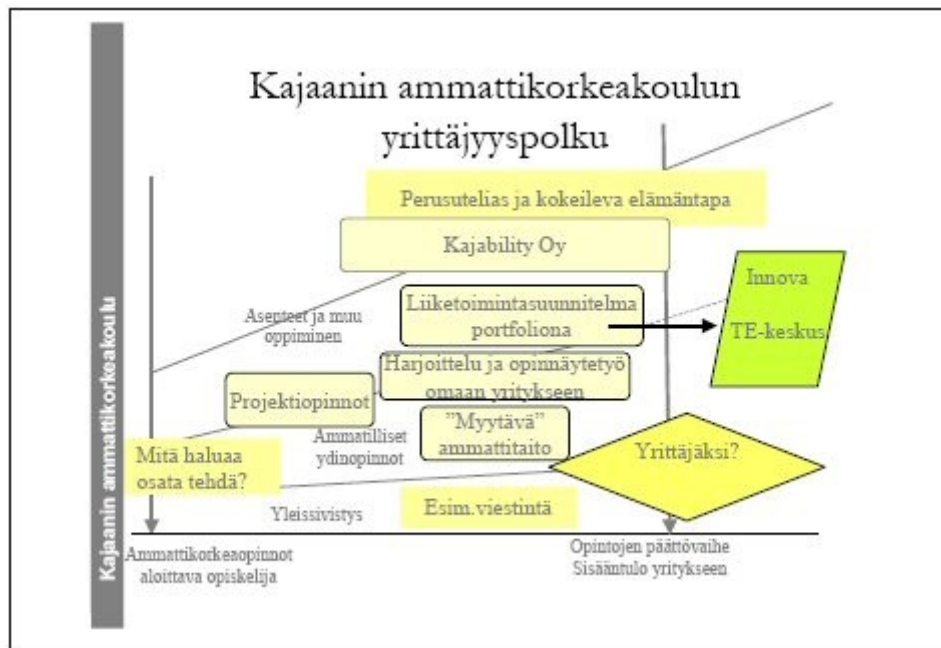 Kajaanin ammattikorkeakoulu
Kajaanin ammattikorkeakoulun
yrittäjyyspolku
Perusutelias ja kokeileva elämäntapa
Kajability Oy
Innova
TE-keskus
Liiketoimintasuunnitelma
portfoliona
Asenteet ja muu
oppiminen
Harjoittelu ja opinnäytetyö
omaan yritykseen
Projektiopinnot
"Myytävä"
ammattitaito
Ammatilliset
ydinopinnot
Yrittäjäksi?
Mitä haluaa
osata tehdä?
Esim.viestintä
Yleissivistys
Ammattikorkeaopinnot
aloittava opiskelija
Opintojen päättövaihe
Sisääntulo yritykseen